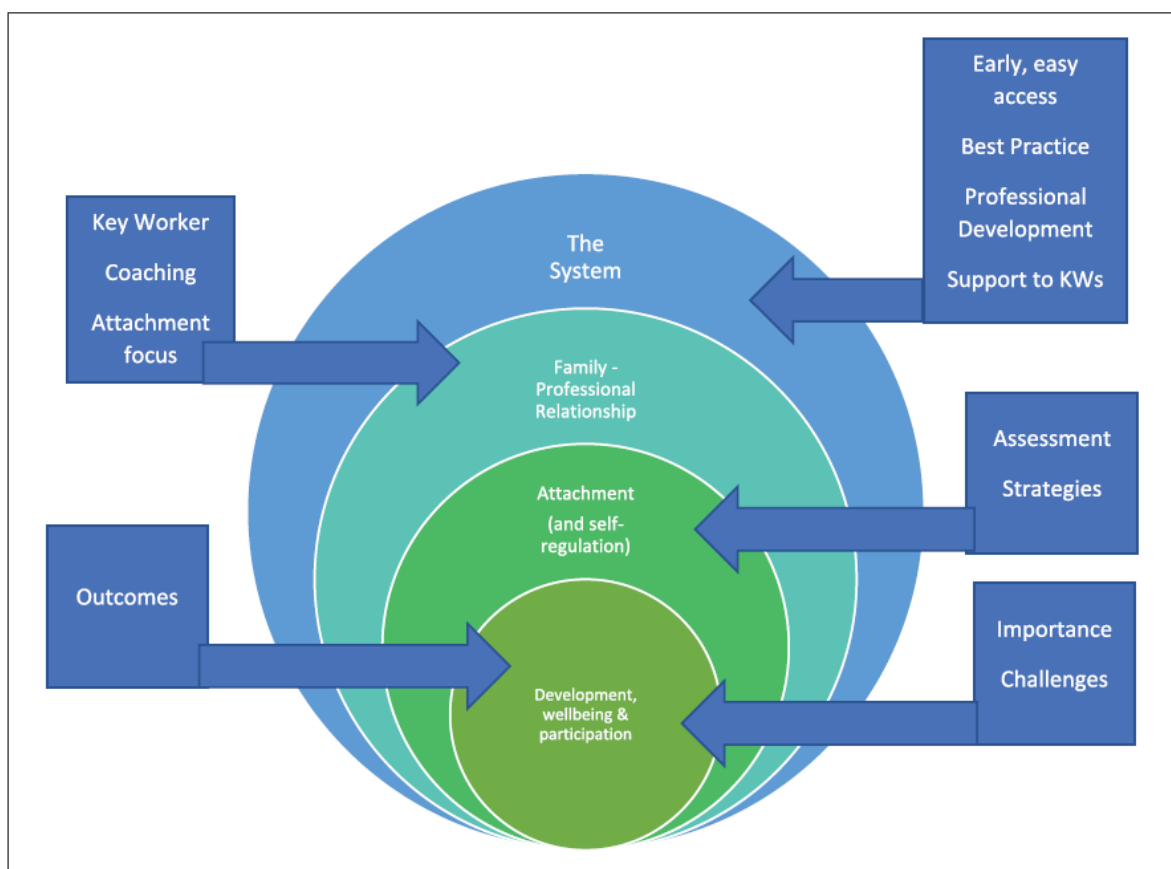 Early, easy
access
Best Practice
Professional
Development
Support to KWs
Key Worker
Coaching
Attachment
focus
The
System
Family -
Professional
Relationship
Assessment
Strategies
Attachment
(and self-
regulation)
Outcomes
Importance
Challenges
Development,
wellbeing &
participation